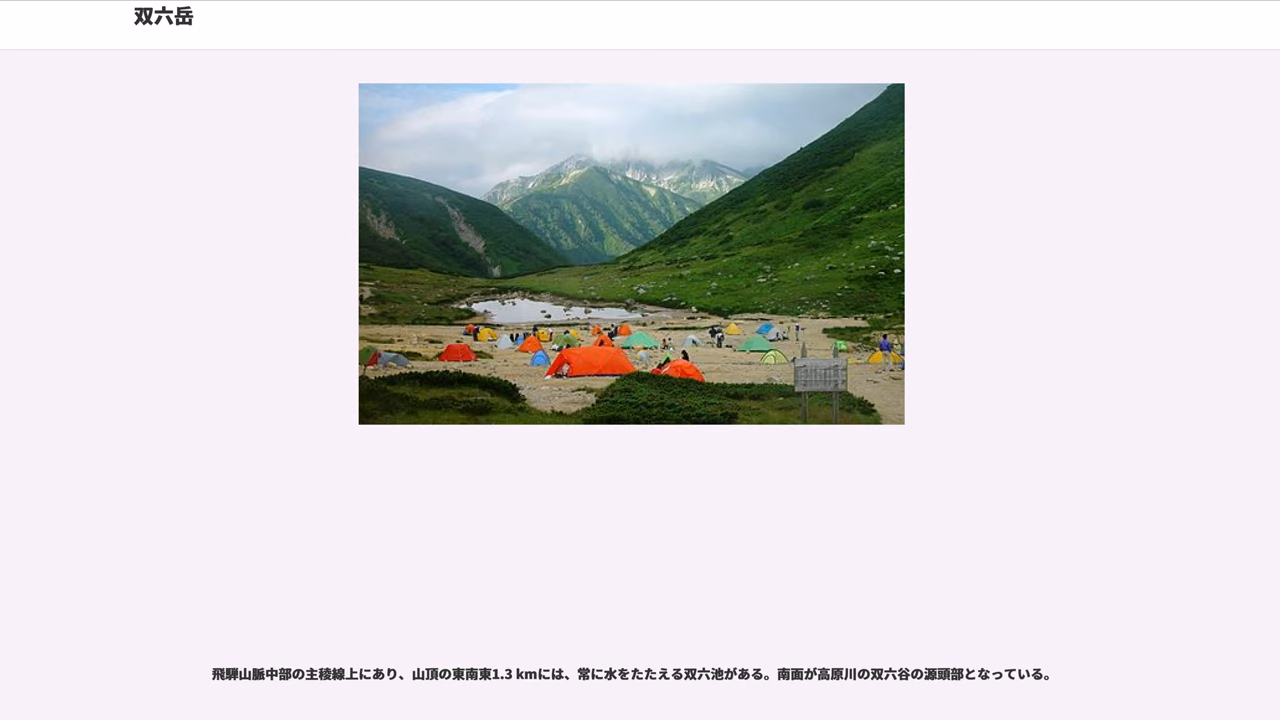 双六岳
飛騨山脈中部の主稜線上にあり、山頂の東南東1.3 kmには、常に水をたたえる双六池がある。南面が高原川の双六谷の源頭部となっている。